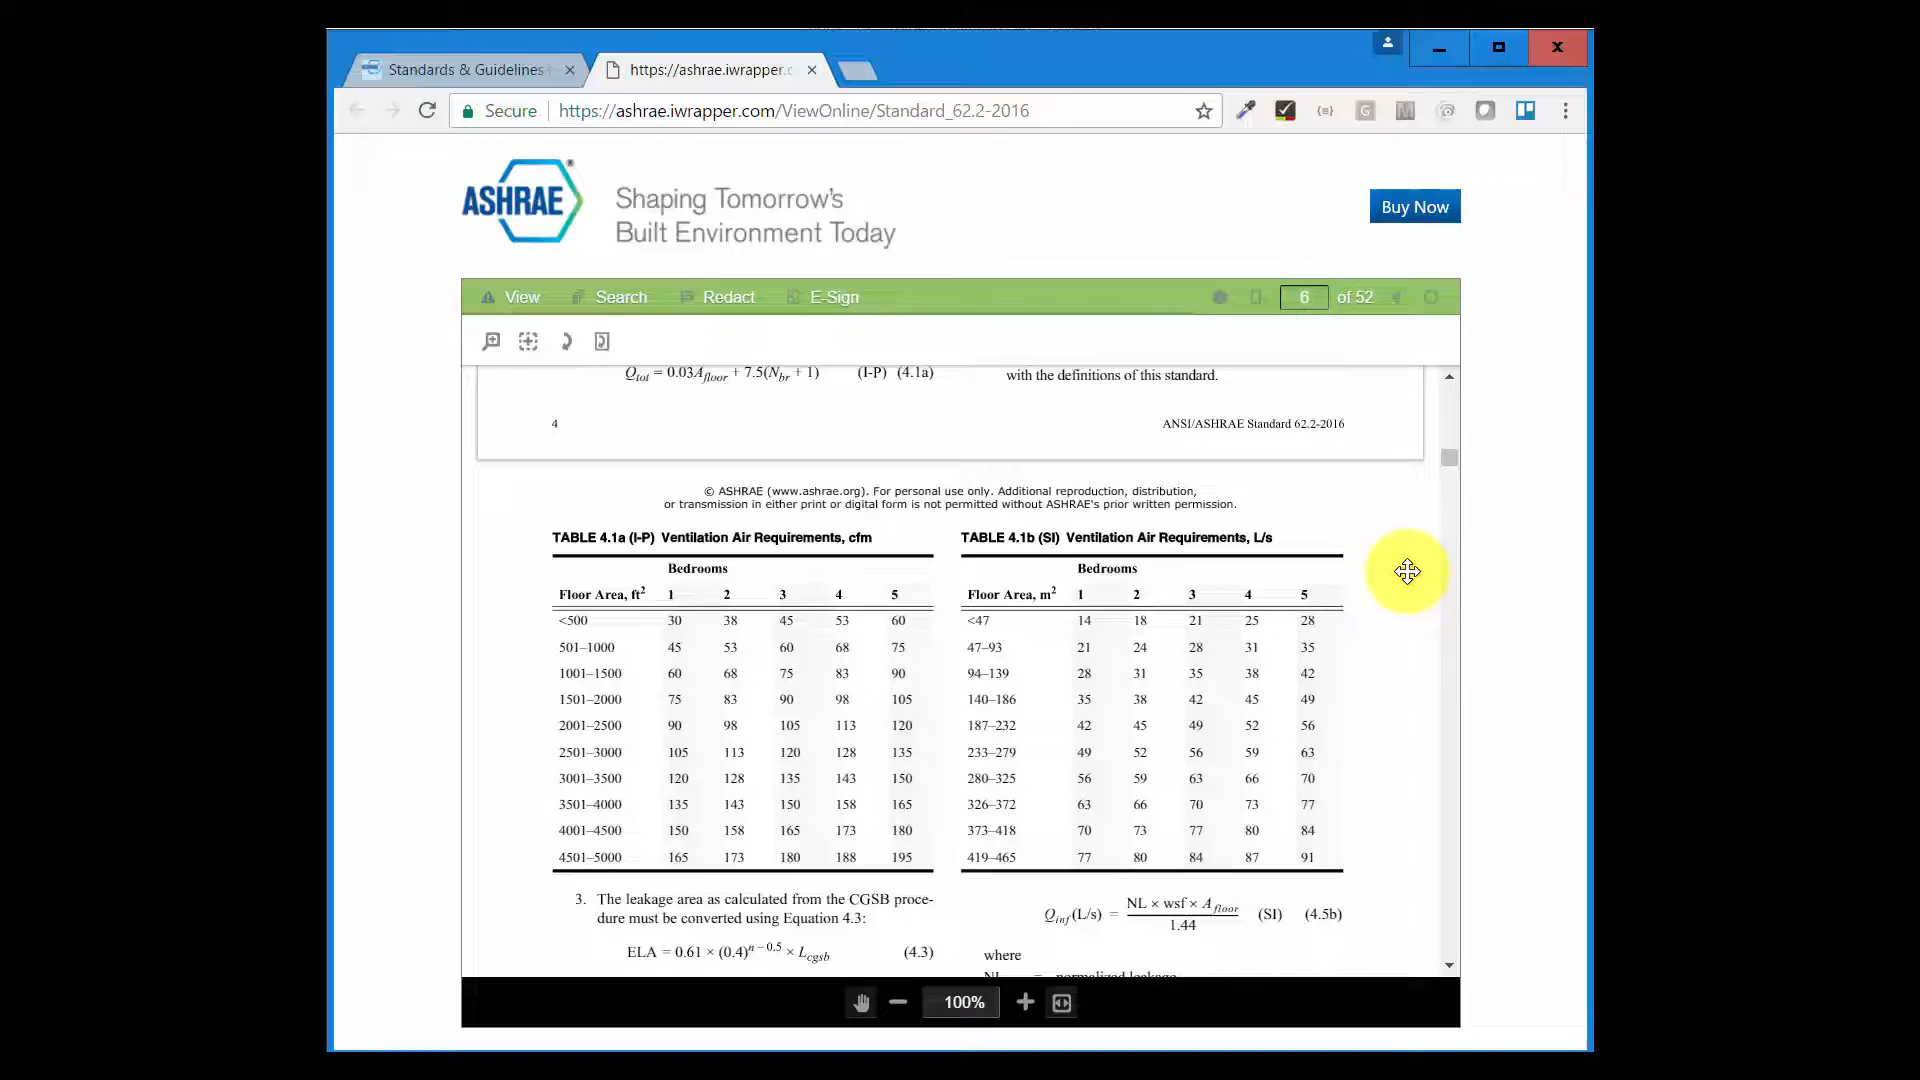 Standards & Guidelines
https://ashrae.iwrapper.c
Secure https://ashrae.iwrapper.com/ViewOnline/Standard_62.2-2016
ASHRAE®
Shaping Tomorrow's
Built Environment Today
Buy Now
View Search Redact E-Sign 6 of 52
Qtot = 0.03Afloor + 7.5(Nbr + 1) (I-P) (4.1a)
with the definitions of this standard.
4 ANSI/ASHRAE Standard 62.2-2016
© ASHRAE (www.ashrae.org). For personal use only. Additional reproduction, distribution,
or transmission in either print or digital form is not permitted without ASHRAE's prior written permission.
TABLE 4.1a (I-P) Ventilation Air Requirements, cfm
Bedrooms
Floor Area, ft2 1 2 3 4 5
<500 30 38 45 53 60
501–1000 45 53 60 68 75
1001–1500 60 68 75 83 90
1501–2000 75 83 90 98 105
2001–2500 90 98 105 113 120
2501–3000 105 113 120 128 135
3001–3500 120 128 135 143 150
3501–4000 135 143 150 158 165
4001–4500 150 158 165 173 180
4501–5000 165 173 180 188 195
3. The leakage area as calculated from the CGSB proce-
dure must be converted using Equation 4.3:
ELA = 0.61 × (0.4)n – 0.5 × Lcgsb (4.3)
TABLE 4.1b (SI) Ventilation Air Requirements, L/s
Bedrooms
Floor Area, m2 1 2 3 4 5
<47 14 18 21 25 28
47–93 21 24 28 31 35
94–139 28 31 35 38 42
140–186 35 38 42 45 49
187–232 42 45 49 52 56
233–279 49 52 56 59 63
280–325 56 59 63 66 70
326–372 63 66 70 73 77
373–418 70 73 77 80 84
419–465 77 80 84 87 91
Qinf (L/s) = NL × wsf × Afloor / 1.44 (SI) (4.5b)
where
NL = normalized leakage
100%